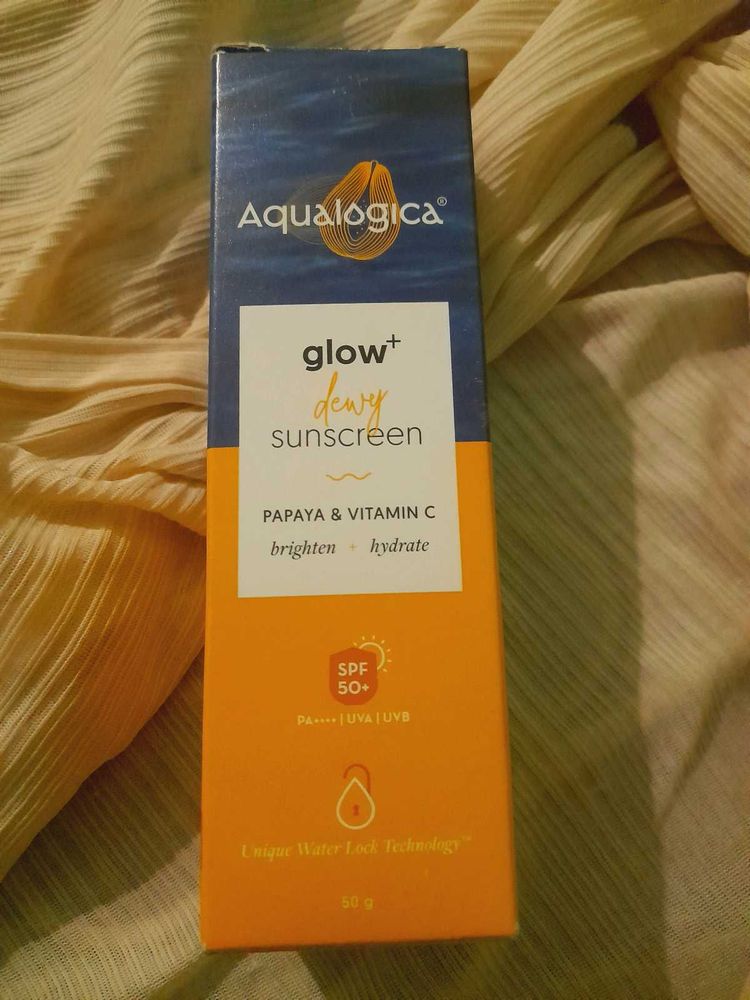 Aqualogica®
glow+
dewy
sunscreen
PAPAYA & VITAMIN C
brighten + hydrate
SPF
50+
PA++++ | UVA | UVB
Unique Water Lock Technology™
50 g